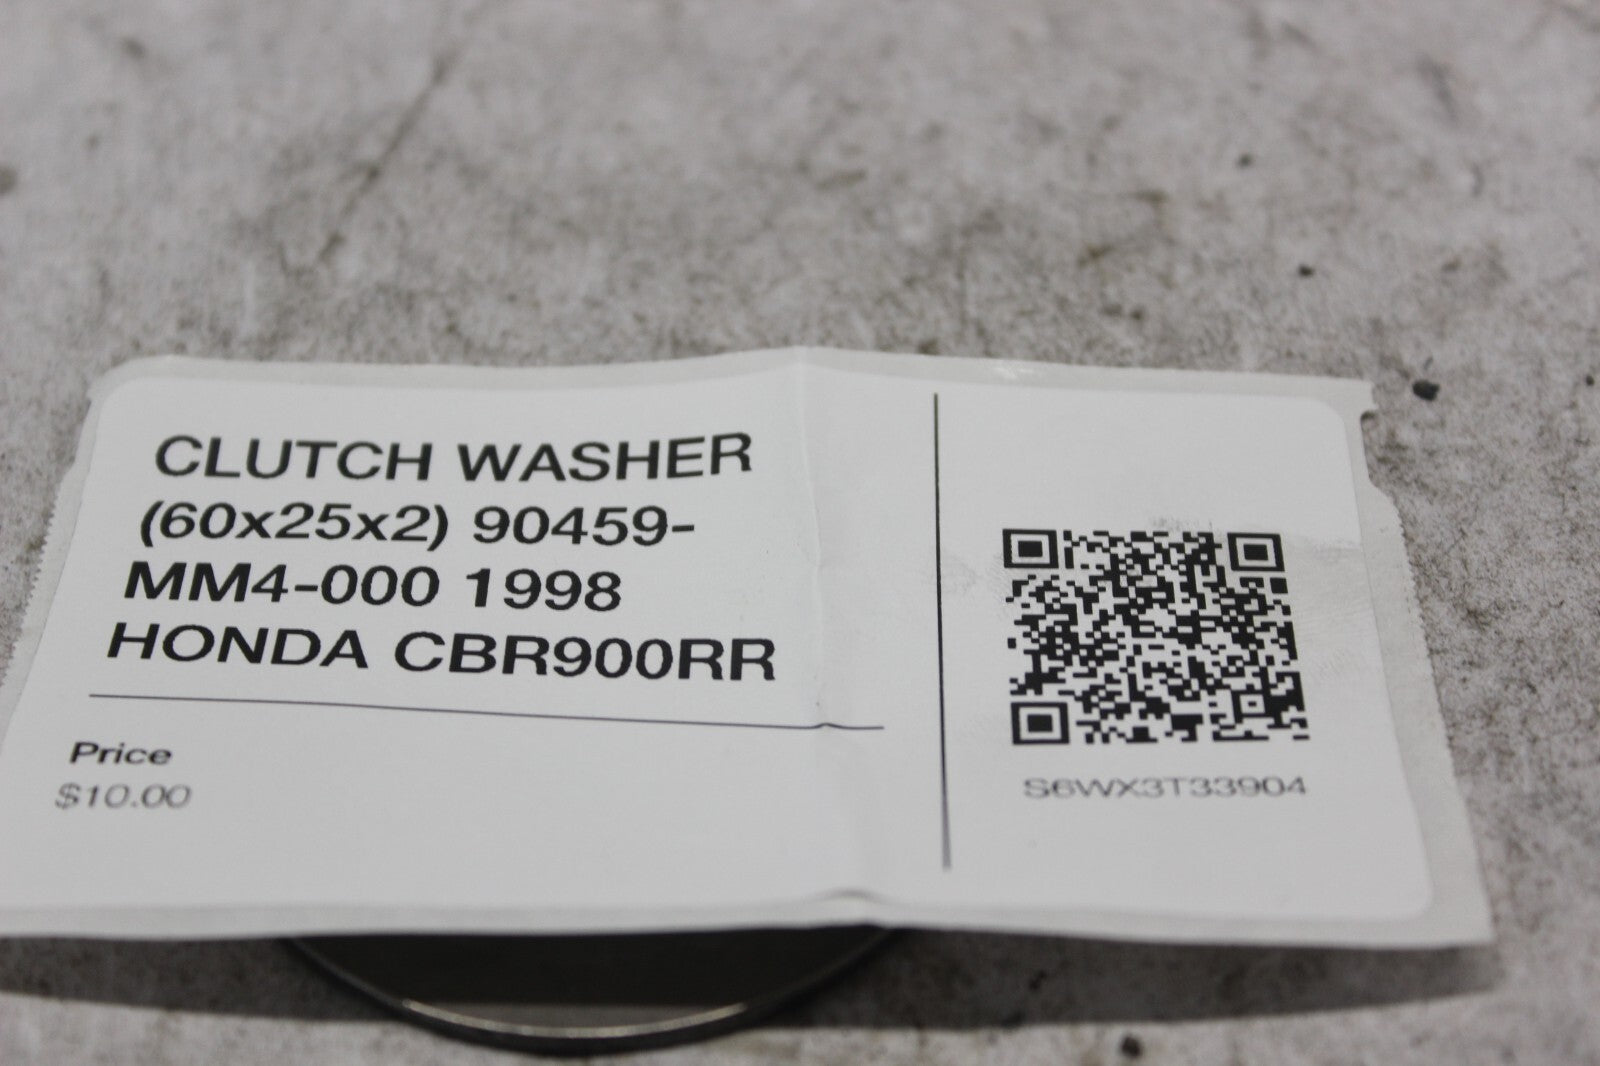 CLUTCH WASHER
(60x25x2) 90459-
MM4-000 1998
HONDA CBR900RR
Price
$10.00
S6WX3T33904